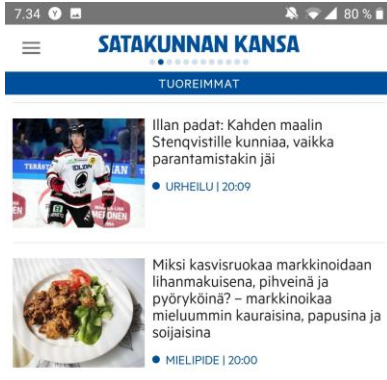 7.34
80 %
SATAKUNNAN KANSA
TUOREIMMAT
Illan padat: Kahden maalin
Stenqvistille kunniaa, vaikka
parantamistakin jäi
URHEILU | 20:09
Miksi kasvisruokaa markkinoidaan
lihanmakuisena, pihveinä ja
pyöryköinä? – markkinoikaa
mieluummin kauraisina, papusina ja
soijaisina
MIELIPIDE | 20:00